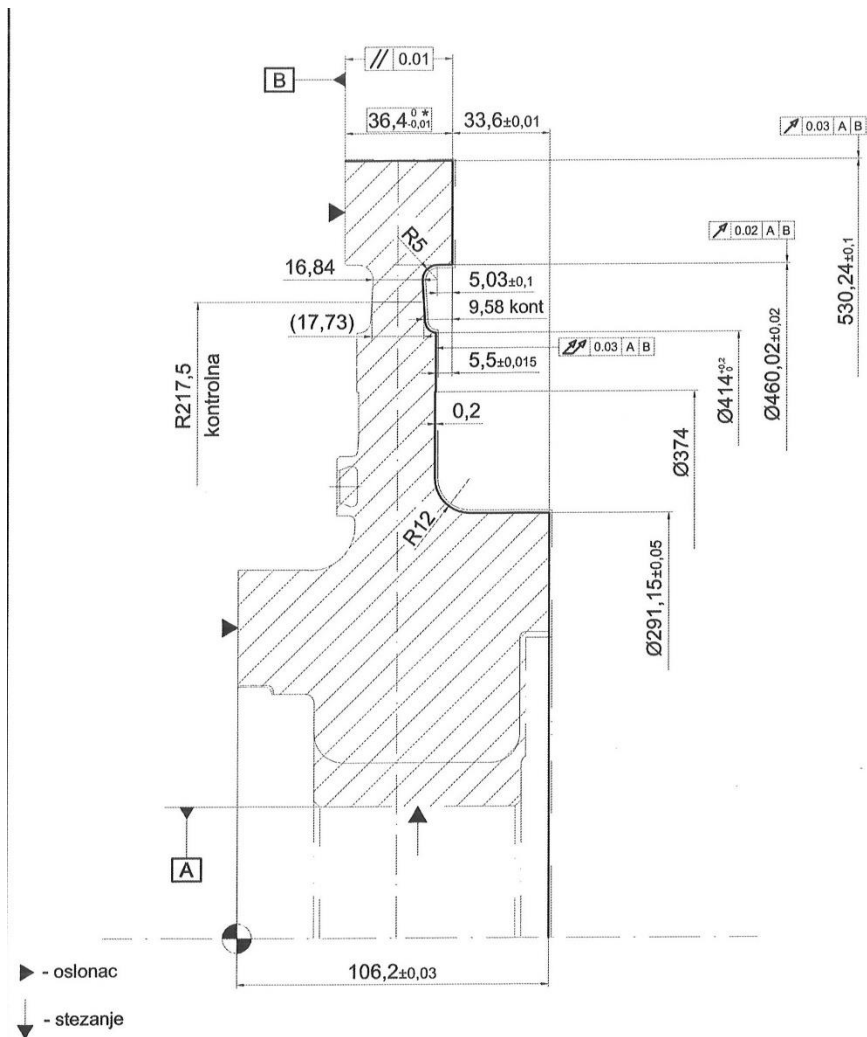 // 0.01
B
36,4 0 * -0,01
33,6±0,01
↗ 0.03 A B
R5
16,84
5,03±0,1
↗ 0.02 A B
530,24±0,1
9,58 kont
(17,73)
0.03 A B
5,5±0,015
Ø414 +0,2 0
Ø460,02±0,02
R217,5
kontrolna
0,2
Ø374
R12
Ø291,15±0,05
A
106,2±0,03
- oslonac
- stezanje